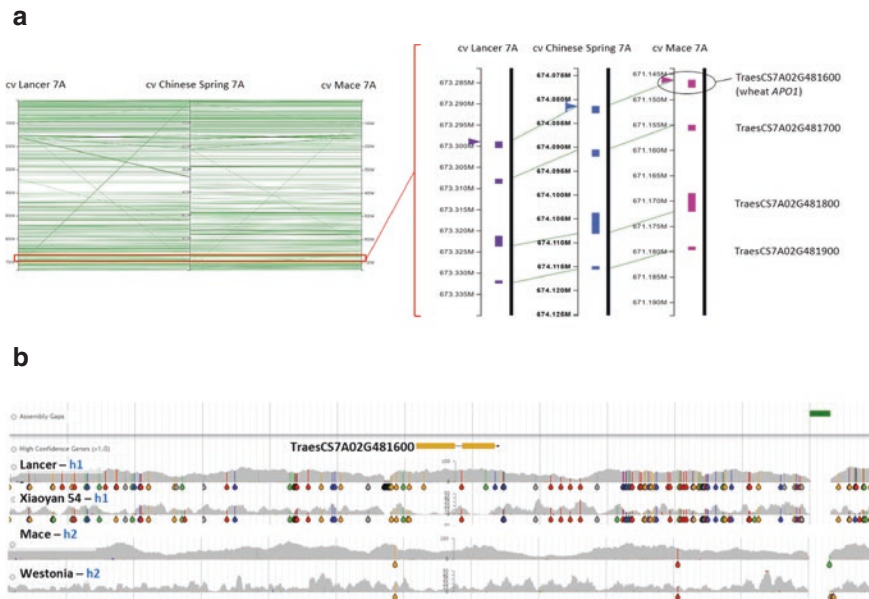 a
cv Lancer 7A
cv Chinese Spring 7A
cv Mace 7A
cv Lancer 7A
cv Chinese Spring 7A
cv Mace 7A
673.285M
673.290M
673.295M
673.300M
673.305M
673.310M
673.315M
673.320M
673.325M
673.330M
673.335M
674.075M
674.080M
674.085M
674.090M
674.095M
674.100M
674.105M
674.110M
674.115M
674.120M
674.125M
671.145M
671.150M
671.155M
671.160M
671.165M
671.170M
671.175M
671.180M
671.185M
671.190M
TraesCS7A02G481600
(wheat APO1)
TraesCS7A02G481700
TraesCS7A02G481800
TraesCS7A02G481900
b
Assembly Gaps
High Confidence Genes (v1.0)
TraesCS7A02G481600
Lancer – h1
Xiaoyan 54 – h1
Mace – h2
Westonia – h2